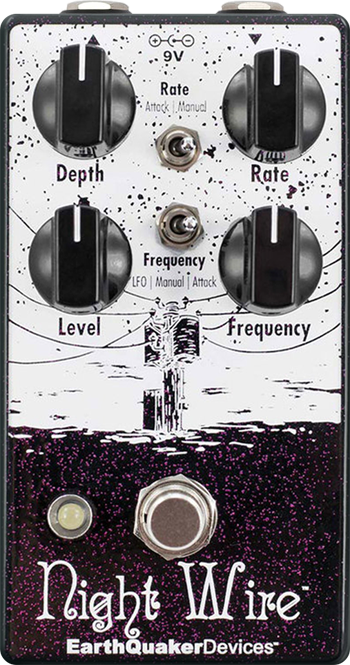 9V
Rate
Attack | Manual
Depth
Rate
Frequency
LFO | Manual | Attack
Level
Frequency
Night Wire™
EarthQuakerDevices™